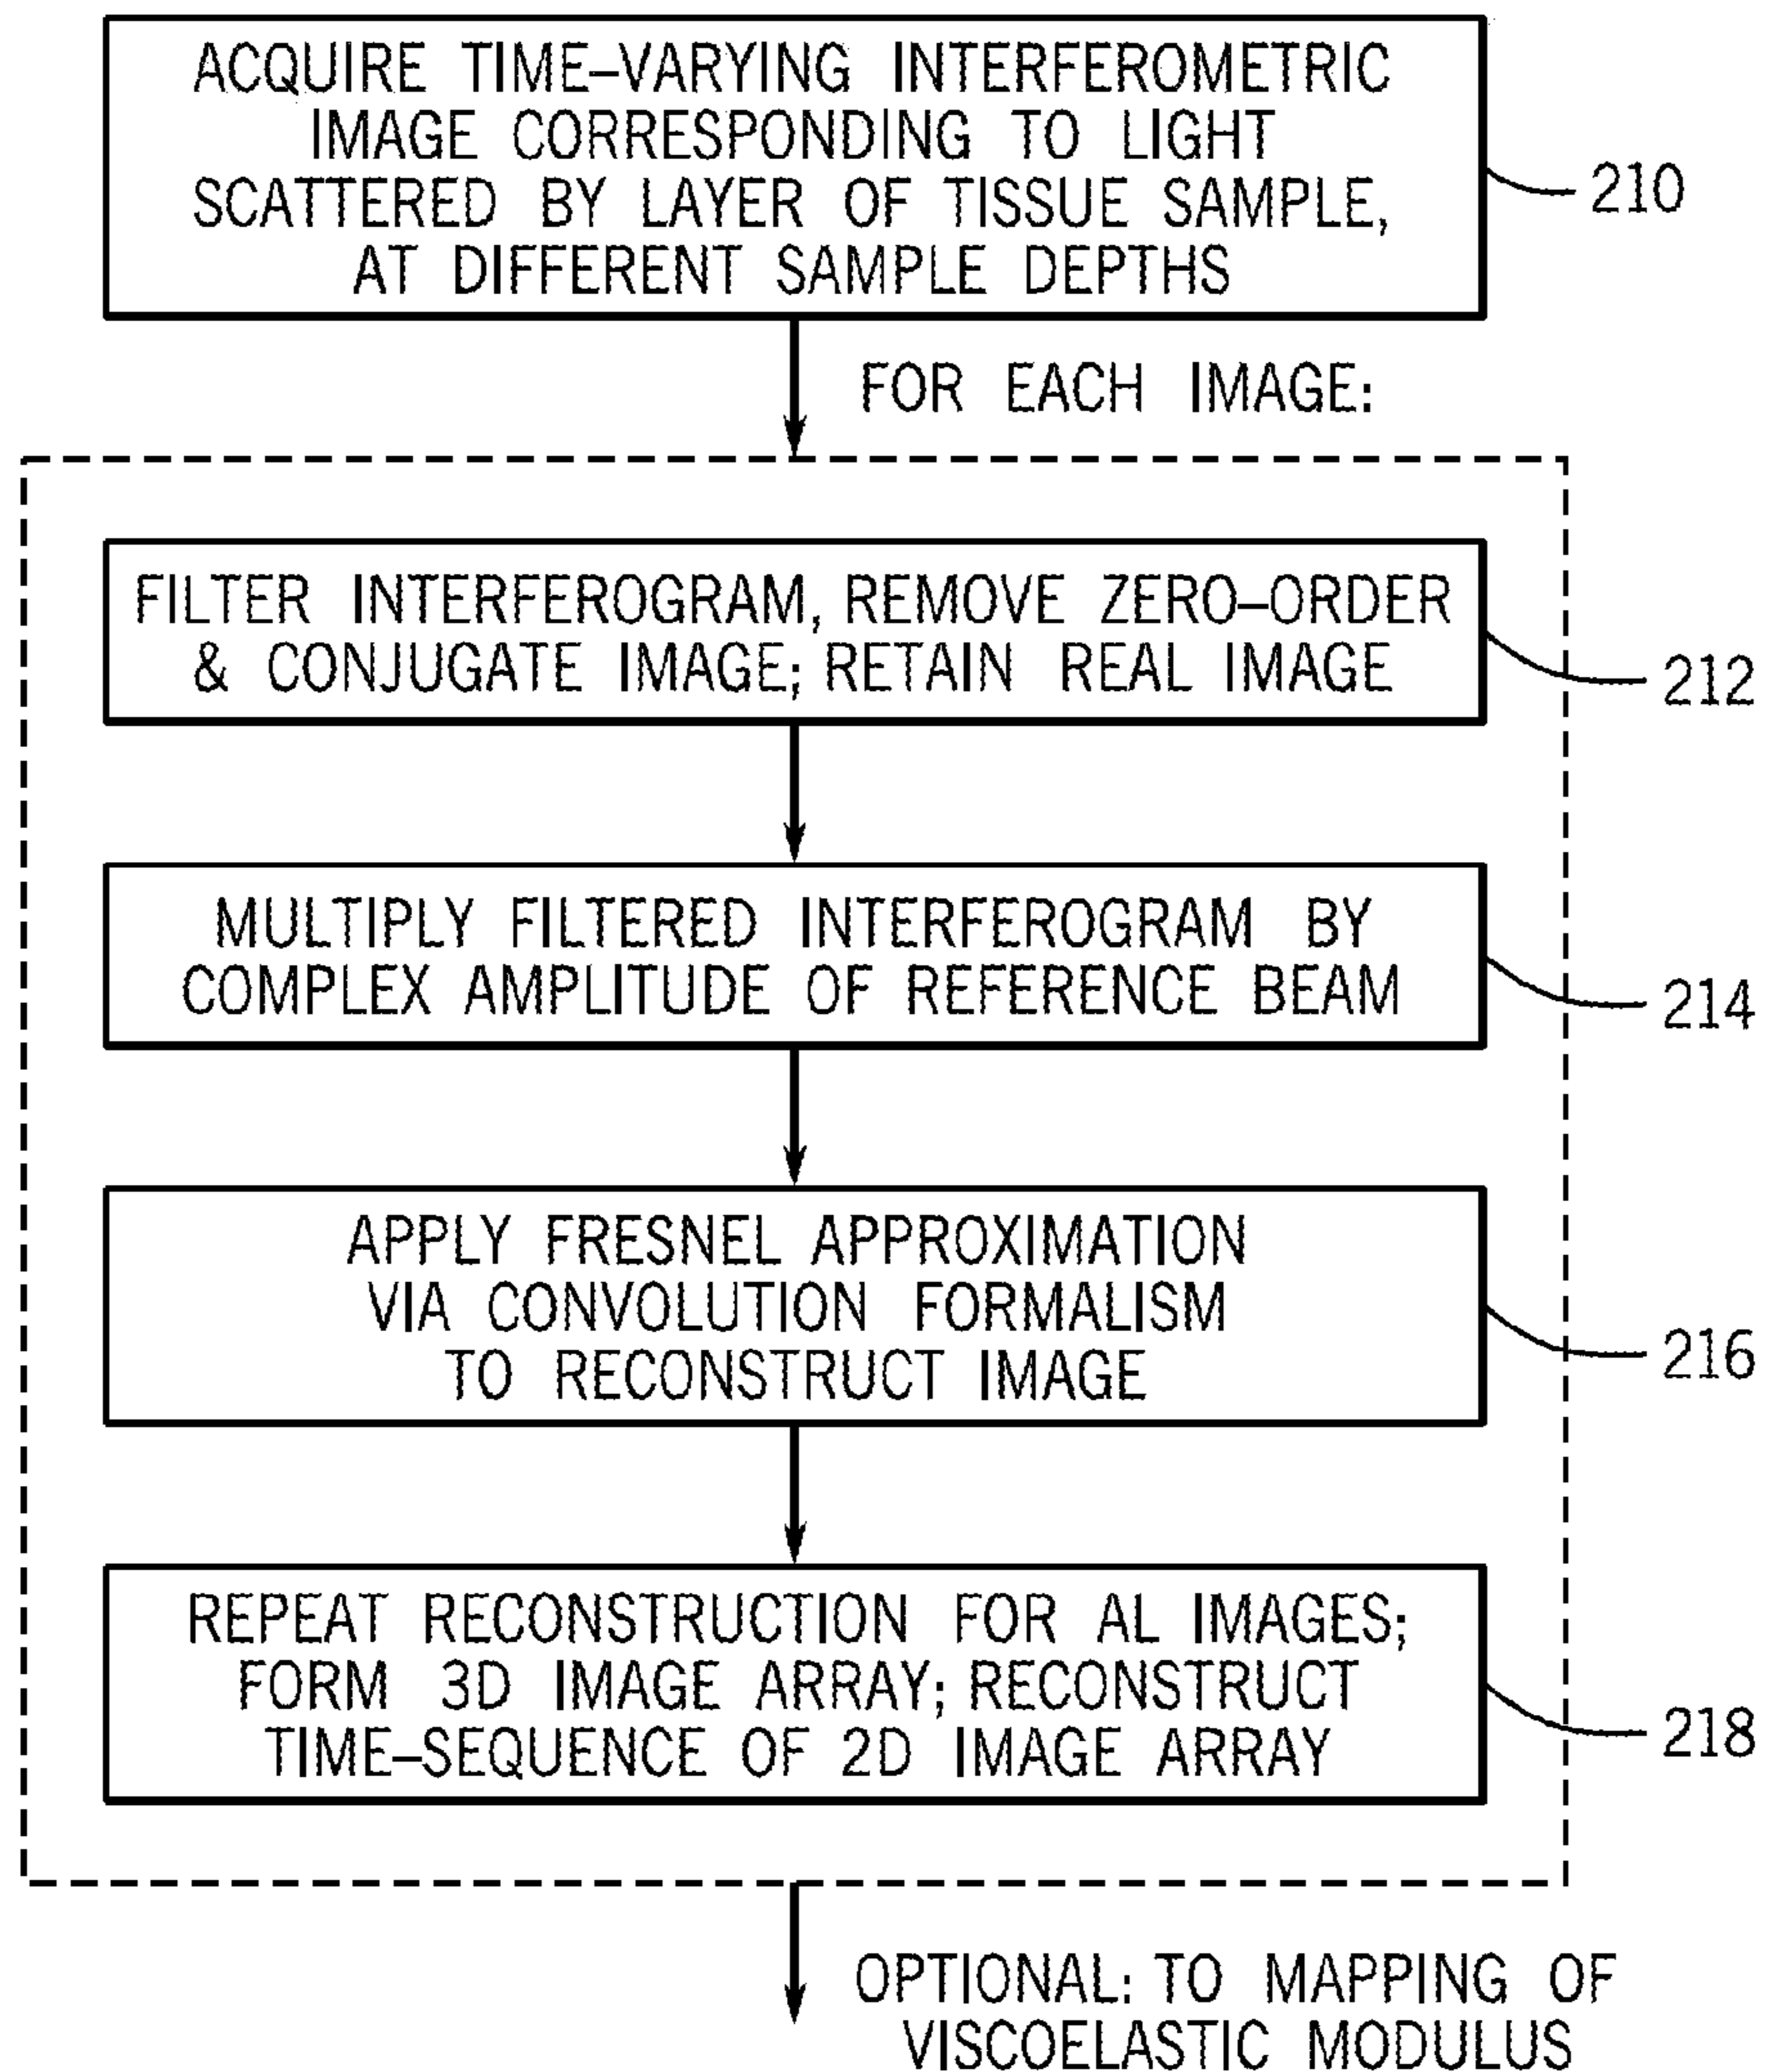 ACQUIRE TIME–VARYING INTERFEROMETRIC
IMAGE CORRESPONDING TO LIGHT
SCATTERED BY LAYER OF TISSUE SAMPLE,
AT DIFFERENT SAMPLE DEPTHS
210
FOR EACH IMAGE:
FILTER INTERFEROGRAM, REMOVE ZERO–ORDER
& CONJUGATE IMAGE; RETAIN REAL IMAGE
212
MULTIPLY FILTERED INTERFEROGRAM BY
COMPLEX AMPLITUDE OF REFERENCE BEAM
214
APPLY FRESNEL APPROXIMATION
VIA CONVOLUTION FORMALISM
TO RECONSTRUCT IMAGE
216
REPEAT RECONSTRUCTION FOR AL IMAGES;
FORM 3D IMAGE ARRAY; RECONSTRUCT
TIME–SEQUENCE OF 2D IMAGE ARRAY
218
OPTIONAL: TO MAPPING OF
VISCOELASTIC MODULUS